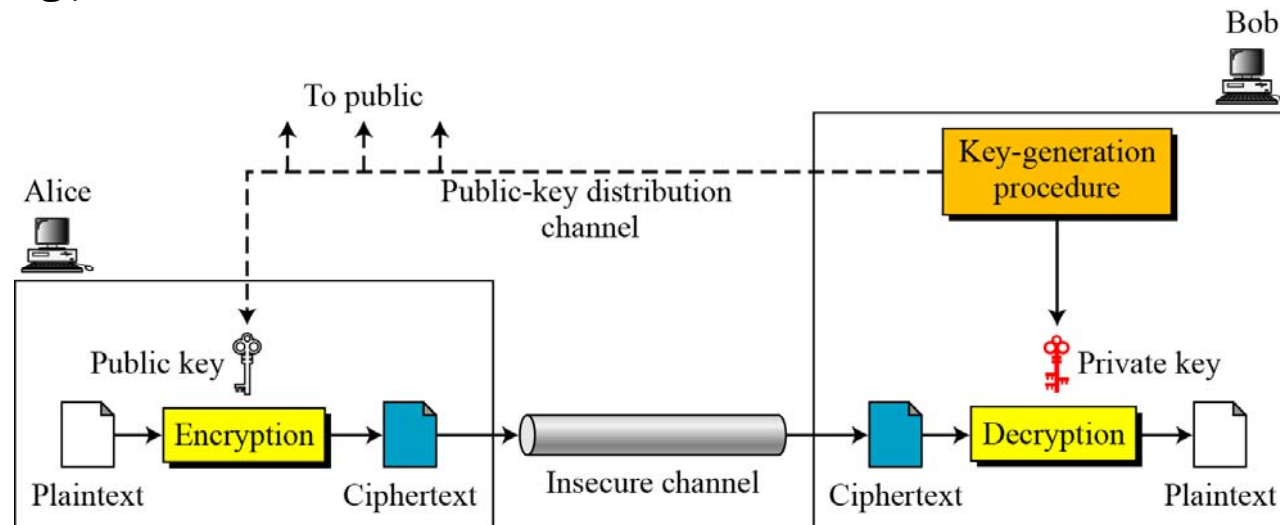 g,
Bob
To public
Key-generation
procedure
Alice
Public-key distribution
channel
Public key
Private key
Encryption
Decryption
Plaintext
Ciphertext
Insecure channel
Ciphertext
Plaintext